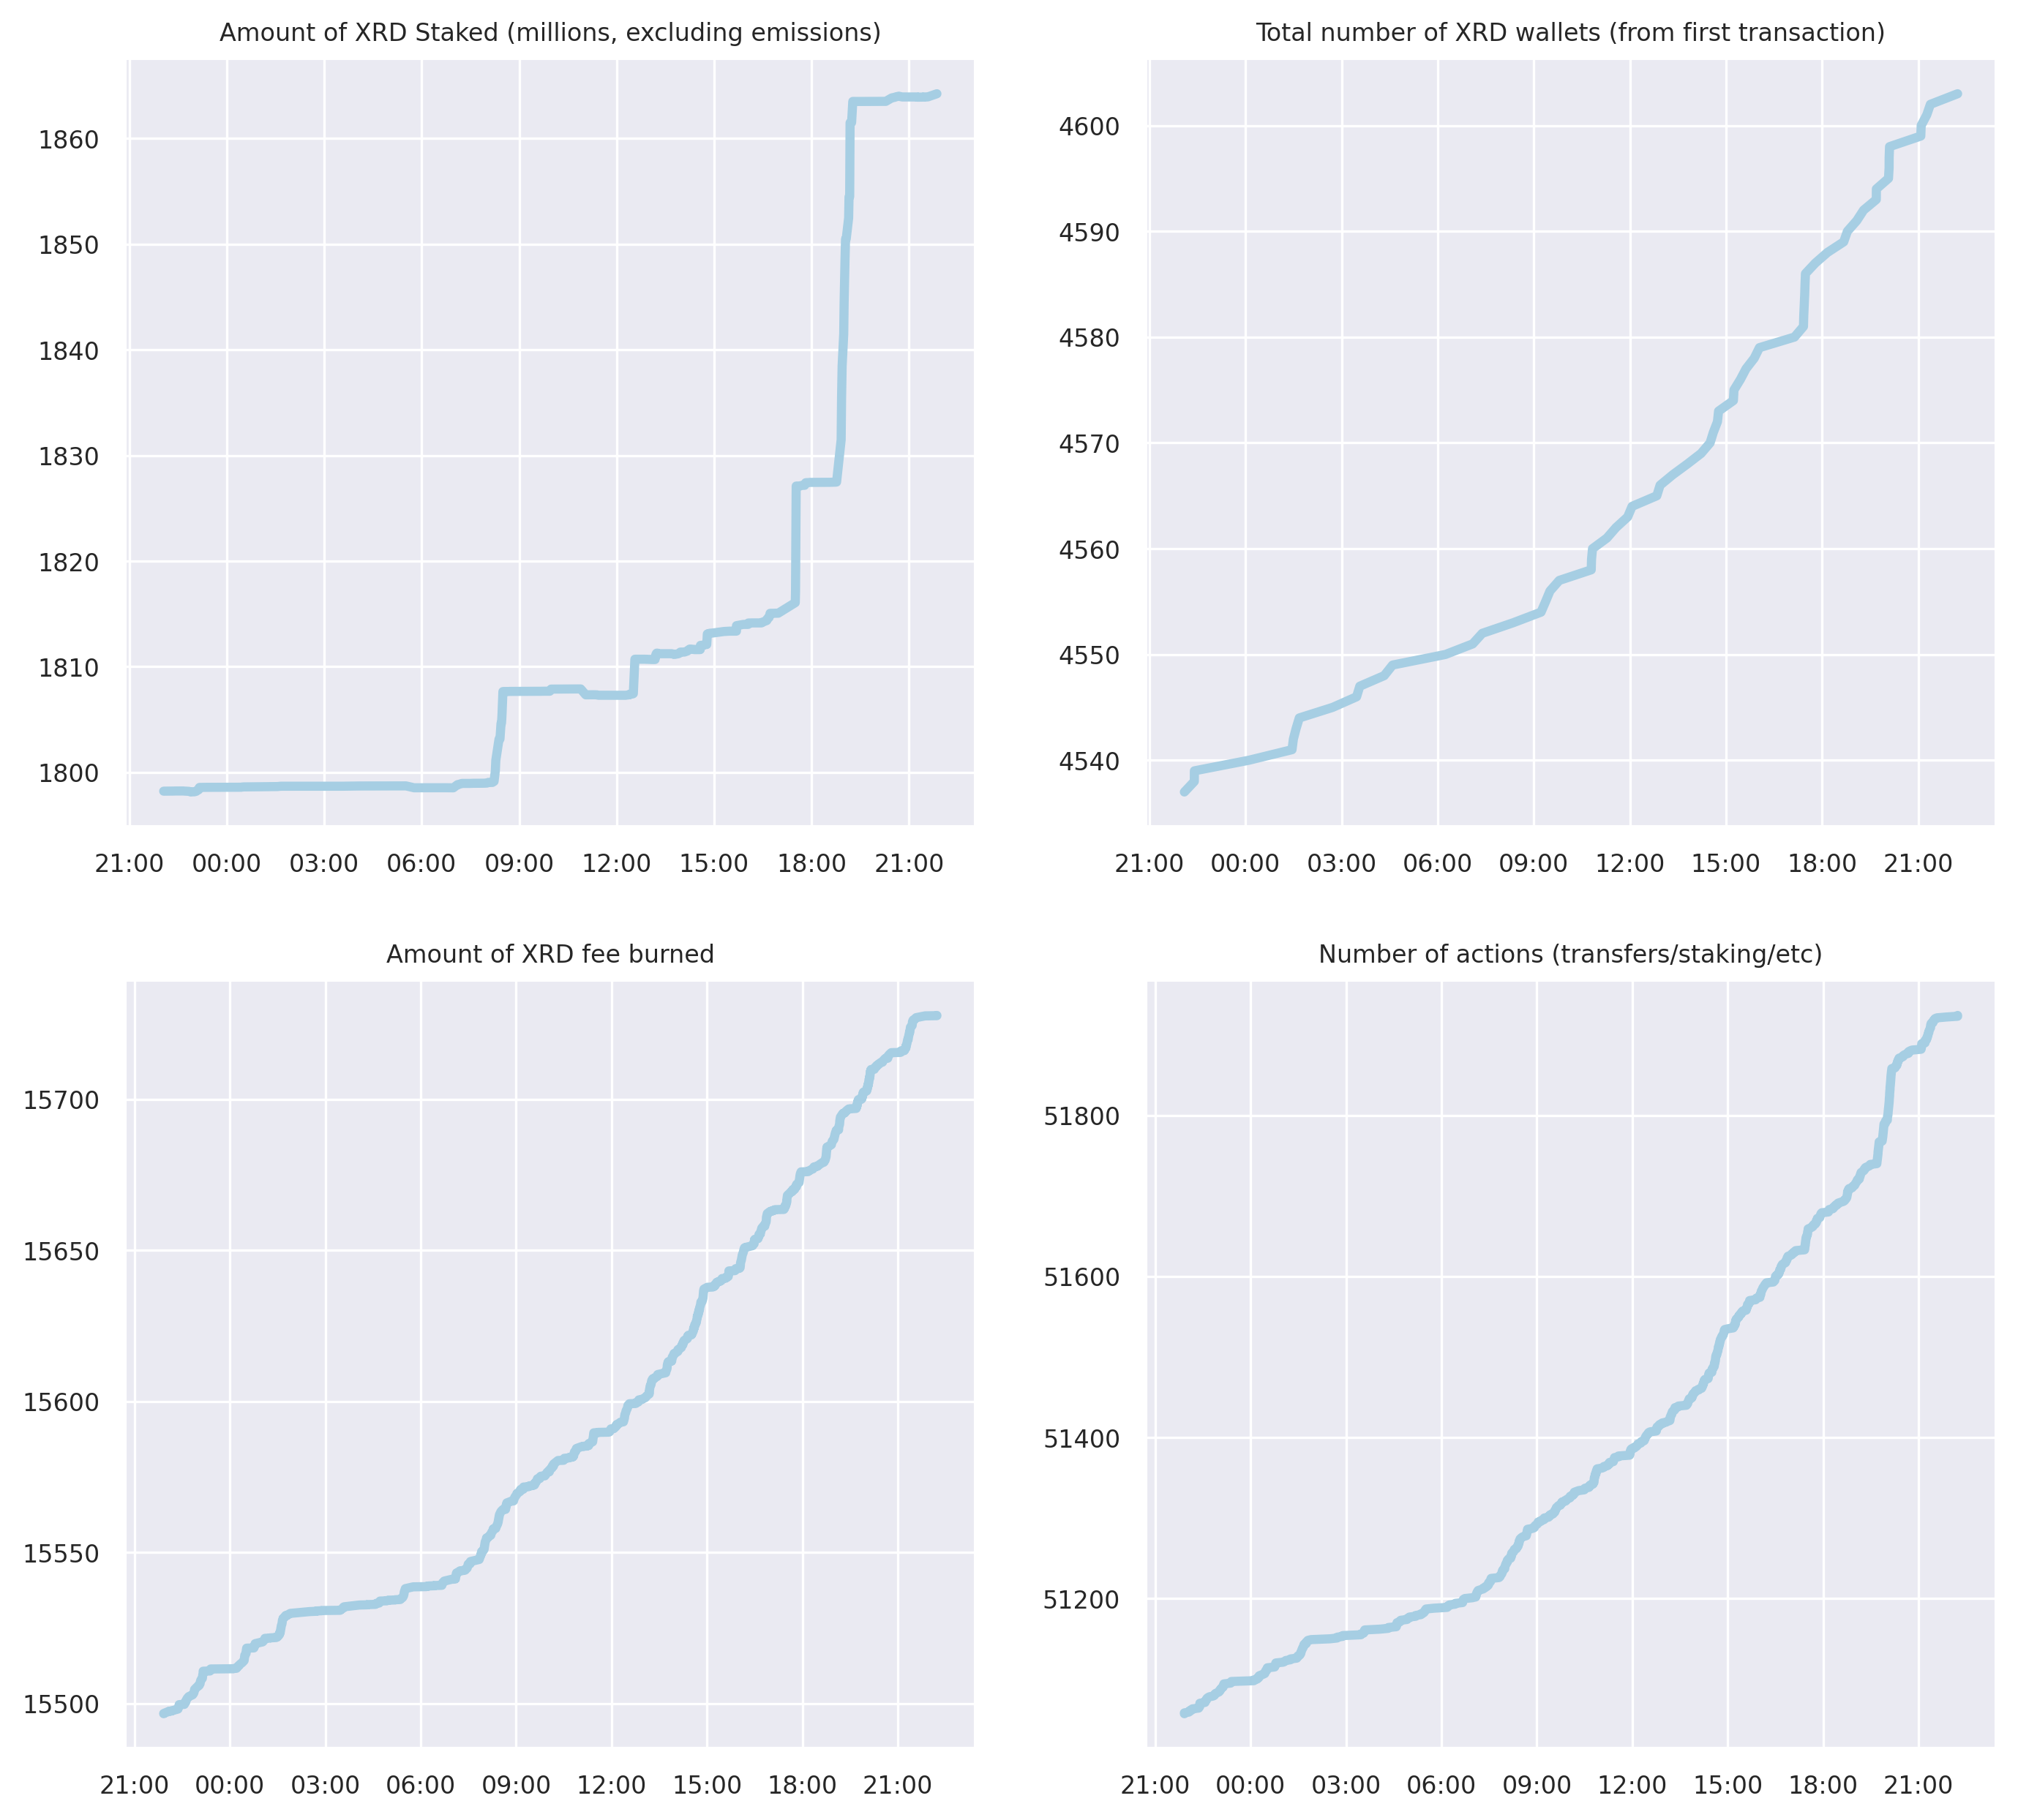 Amount of XRD Staked (millions, excluding emissions)
1860
1850
1840
1830
1820
1810
1800
21:00 00:00 03:00 06:00 09:00 12:00 15:00 18:00 21:00
Total number of XRD wallets (from first transaction)
4600
4590
4580
4570
4560
4550
4540
21:00 00:00 03:00 06:00 09:00 12:00 15:00 18:00 21:00
Amount of XRD fee burned
15700
15650
15600
15550
15500
21:00 00:00 03:00 06:00 09:00 12:00 15:00 18:00 21:00
Number of actions (transfers/staking/etc)
51800
51600
51400
51200
21:00 00:00 03:00 06:00 09:00 12:00 15:00 18:00 21:00